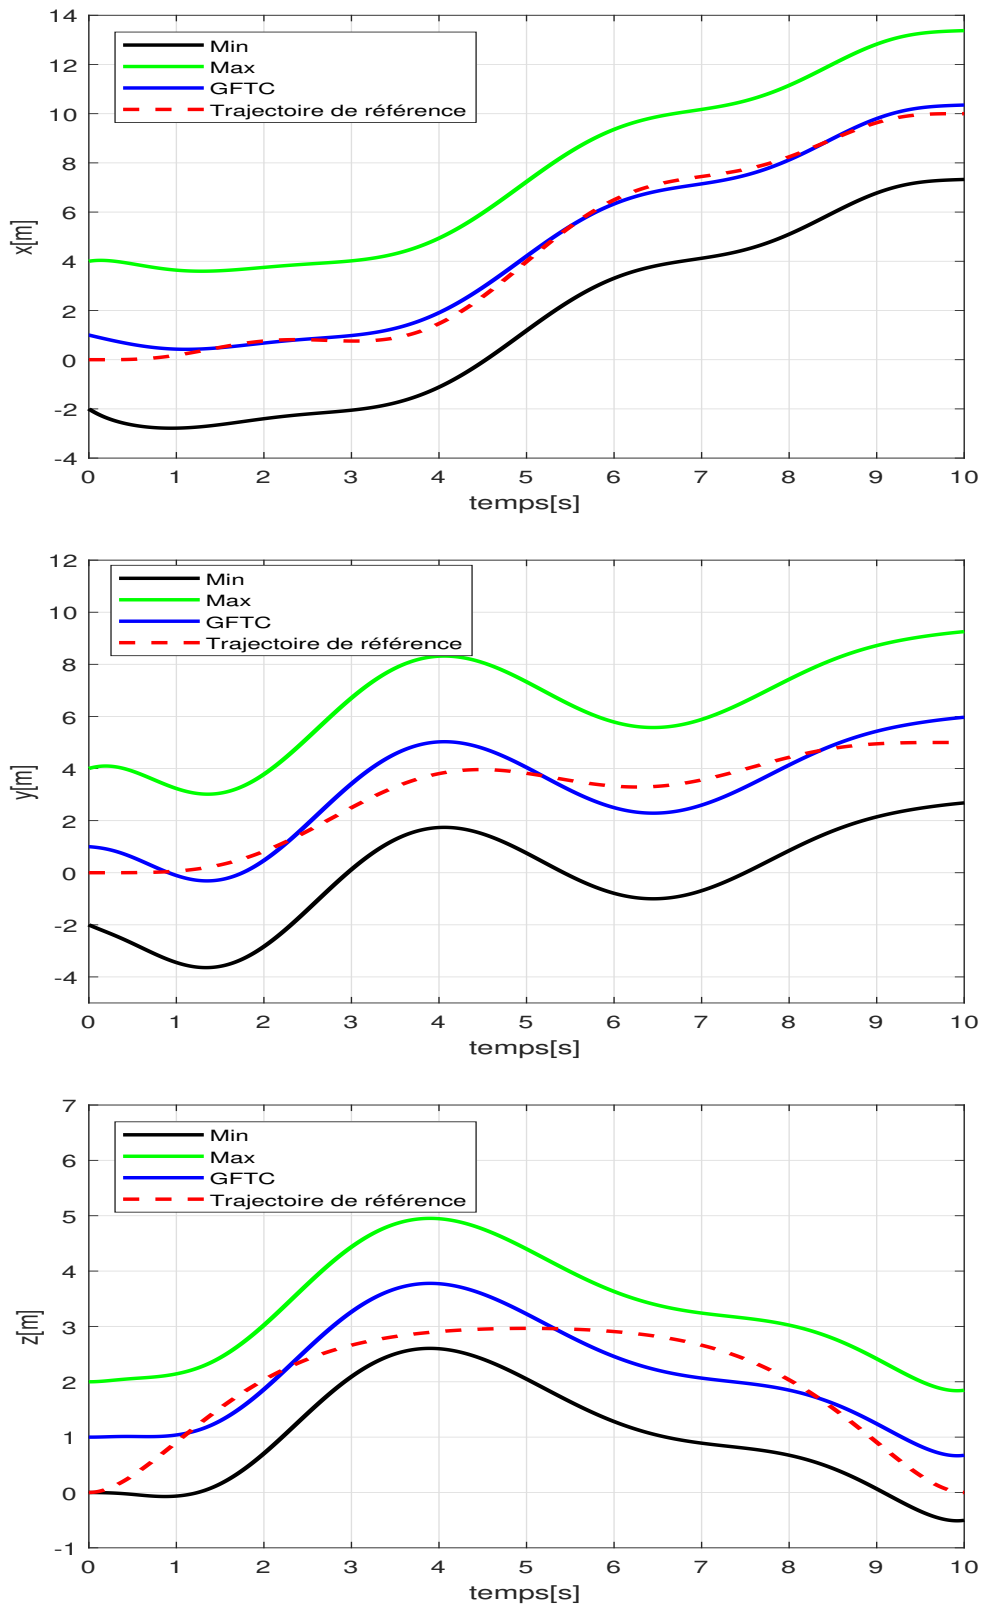 14
12
10
8
6
4
2
0
-2
-4
x[m]
Min
Max
GFTC
Trajectoire de référence
0 1 2 3 4 5 6 7 8 9 10
temps[s]
12
10
8
6
4
2
0
-2
-4
y[m]
Min
Max
GFTC
Trajectoire de référence
0 1 2 3 4 5 6 7 8 9 10
temps[s]
7
6
5
4
3
2
1
0
-1
z[m]
Min
Max
GFTC
Trajectoire de référence
0 1 2 3 4 5 6 7 8 9 10
temps[s]